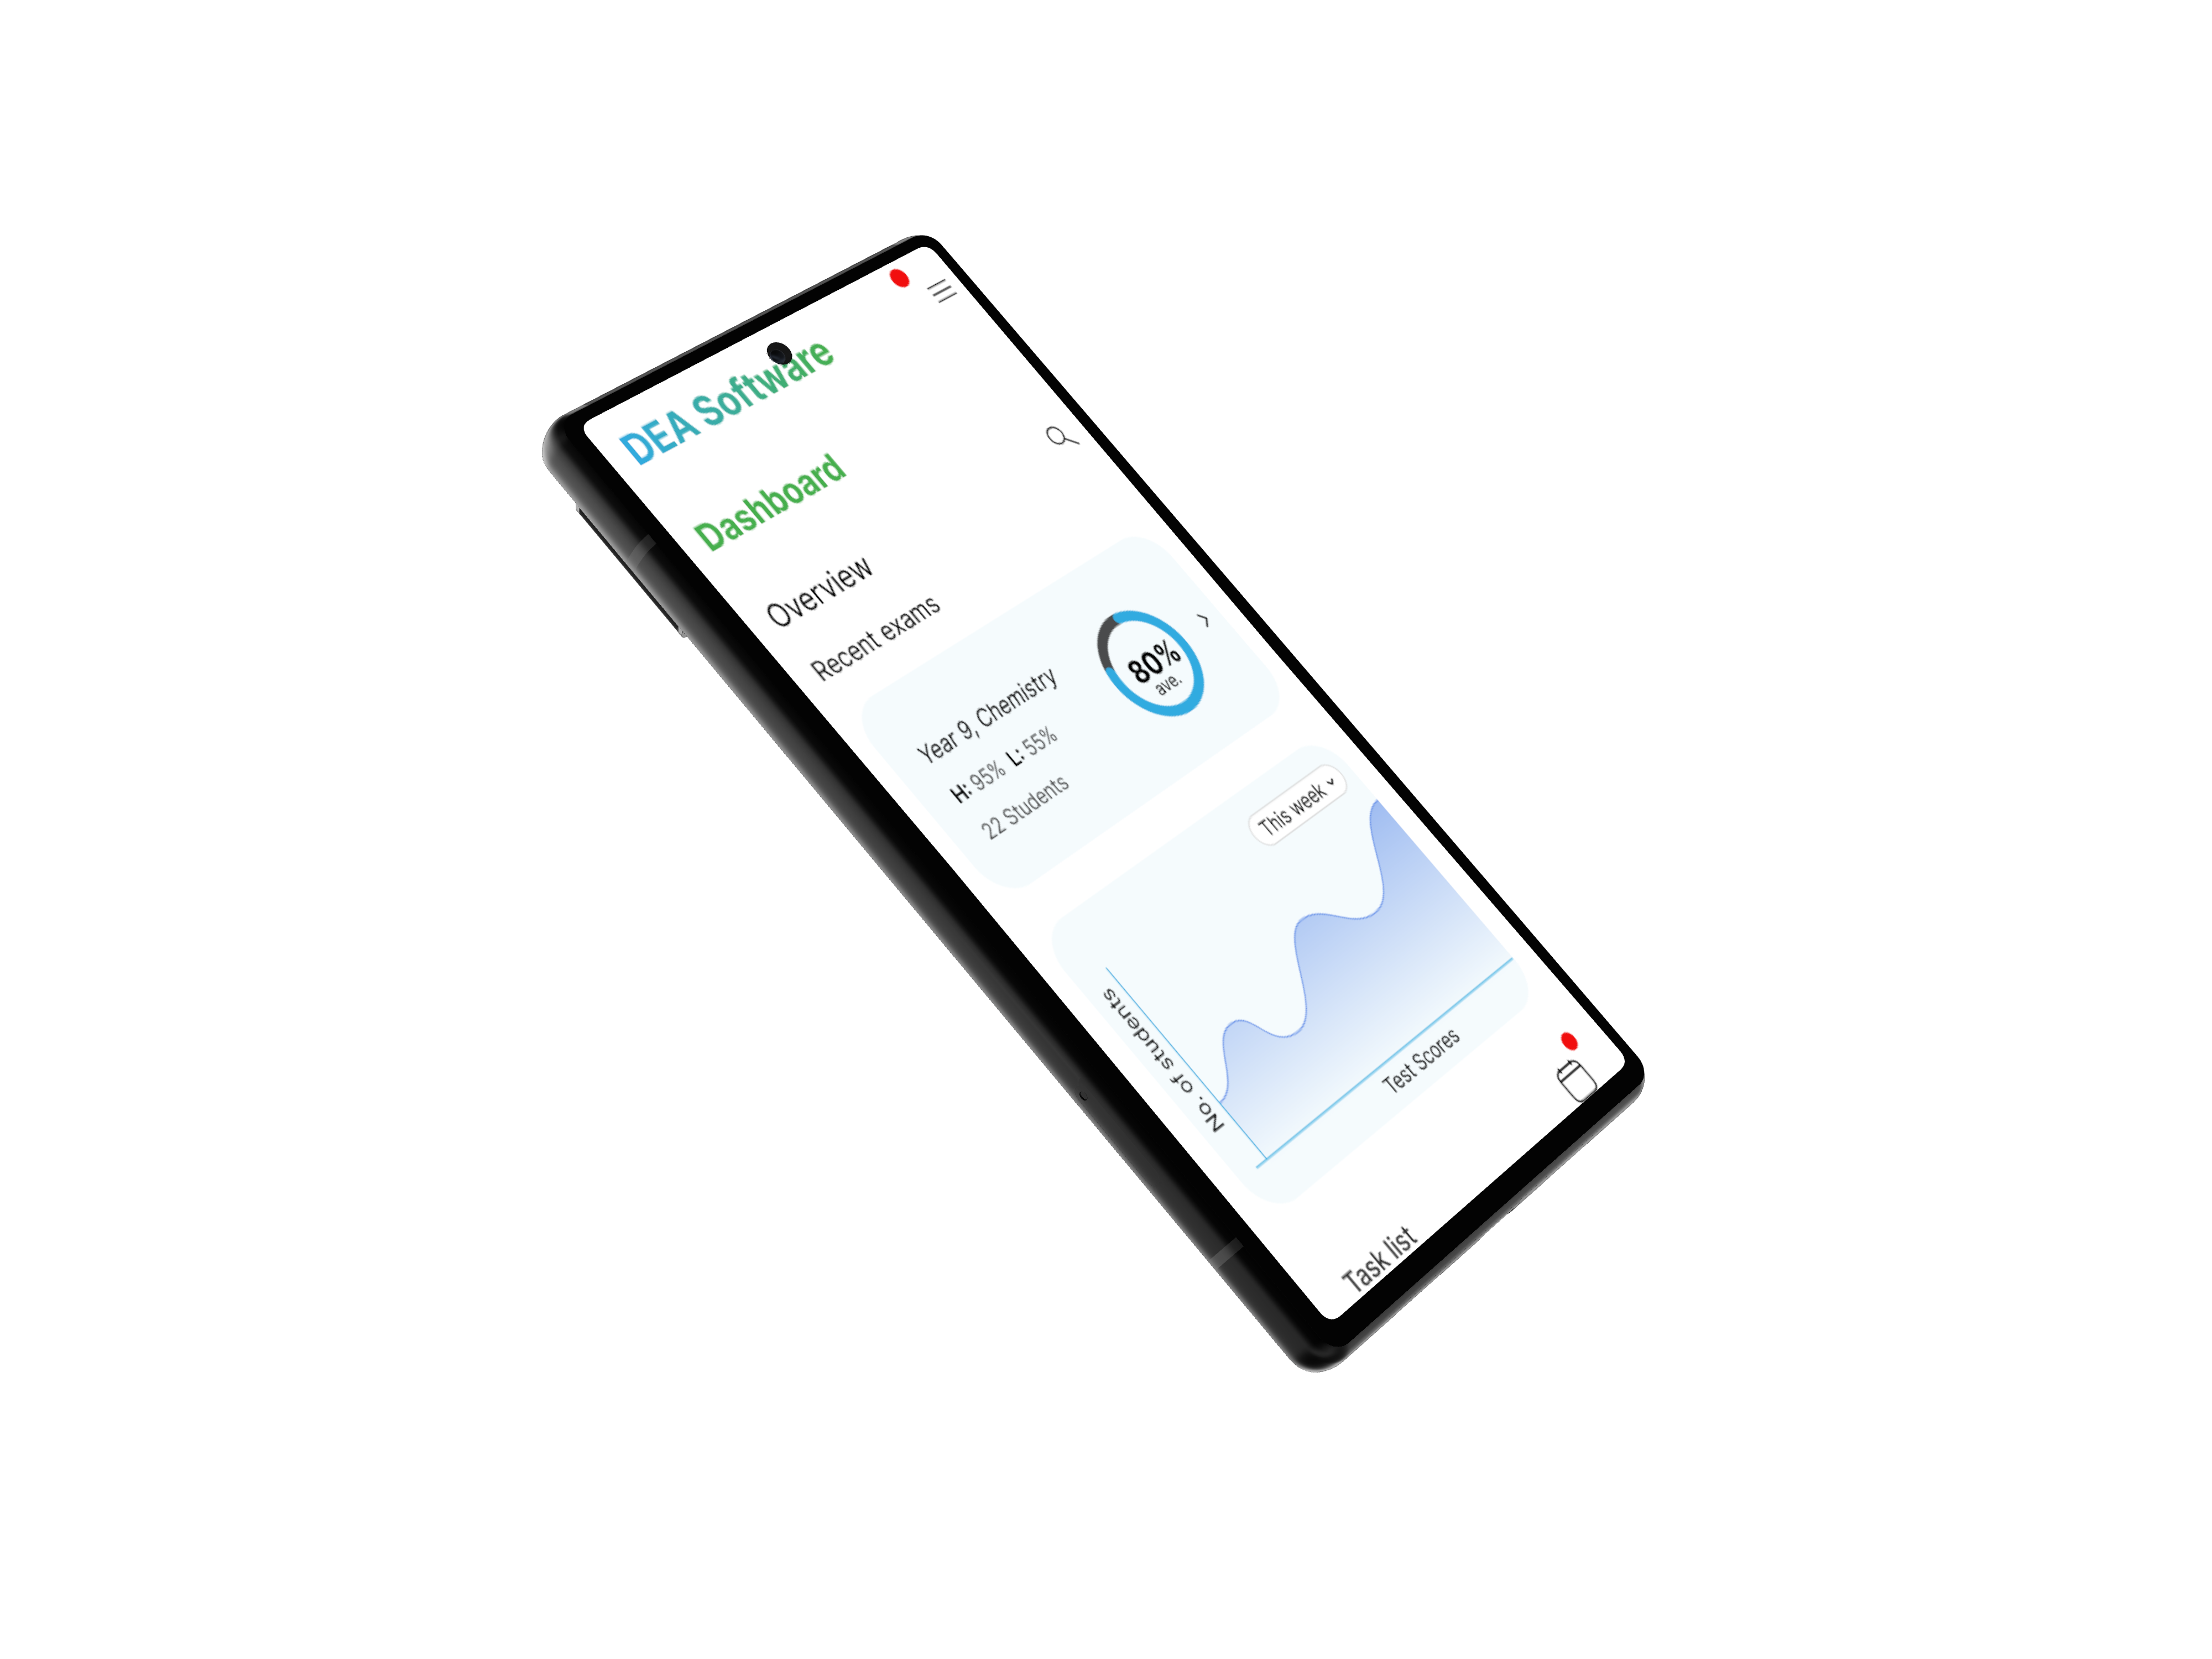 DEA Software
Dashboard
Overview
Recent exams
Year 9, Chemistry
H: 95% L: 55%
22 Students
80%
ave.
This week
No. of students
Test Scores
Task list